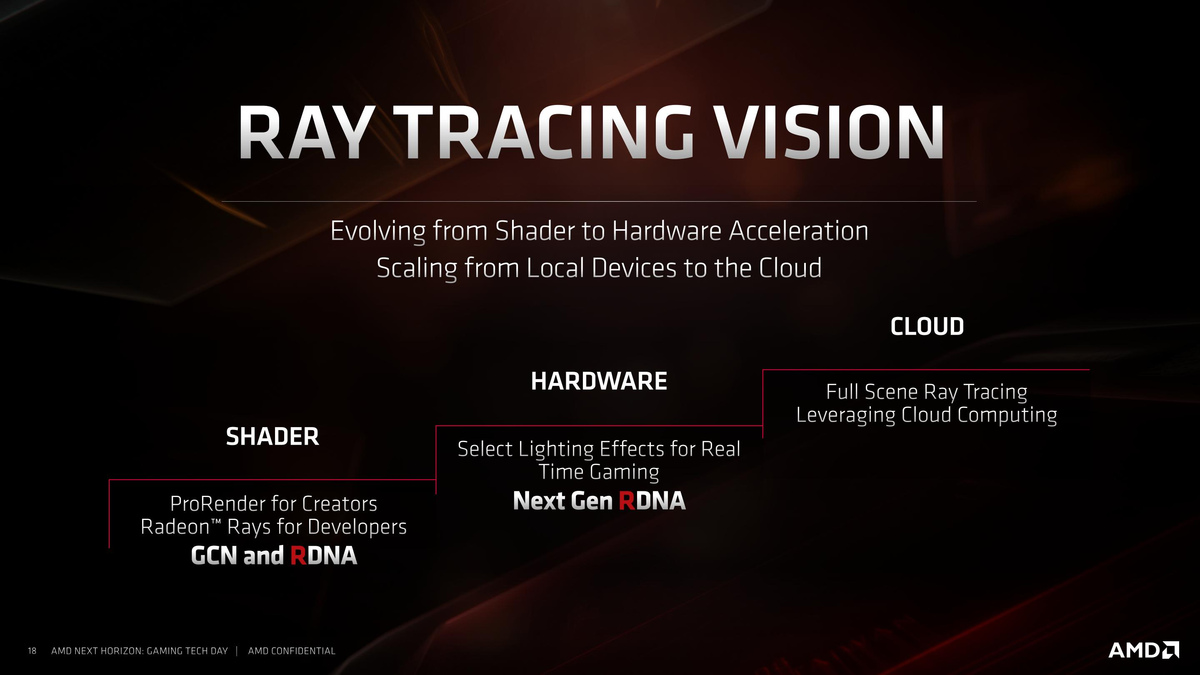 RAY TRACING VISION
Evolving from Shader to Hardware Acceleration
Scaling from Local Devices to the Cloud
SHADER
ProRender for Creators
Radeon™ Rays for Developers
GCN and RDNA
HARDWARE
Select Lighting Effects for Real
Time Gaming
Next Gen RDNA
CLOUD
Full Scene Ray Tracing
Leveraging Cloud Computing
18 AMD NEXT HORIZON: GAMING TECH DAY | AMD CONFIDENTIAL
AMD